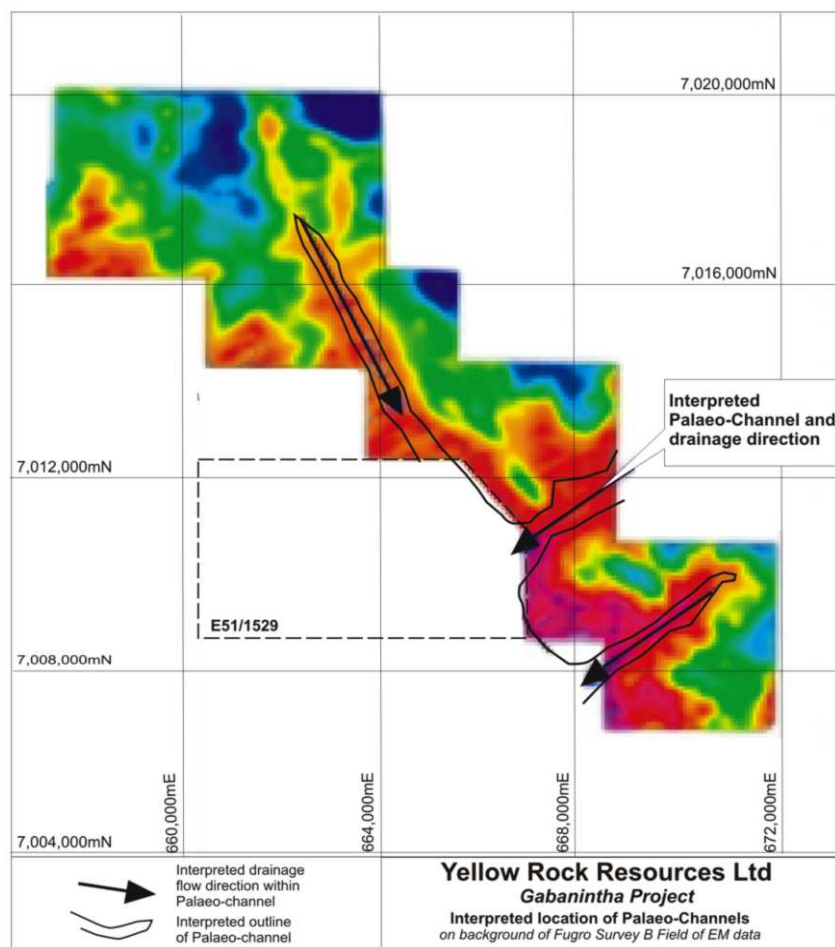 7,020,000mN
7,016,000mN
Interpreted
Palaeo-Channel and
drainage direction
7,012,000mN
E51/1529
7,008,000mN
660,000mE
664,000mE
668,000mE
672,000mE
7,004,000mN
Interpreted drainage
flow direction within
Palaeo-channel
Interpreted outline
of Palaeo-channel
Yellow Rock Resources Ltd
Gabanintha Project
Interpreted location of Palaeo-Channels
on background of Fugro Survey B Field of EM data